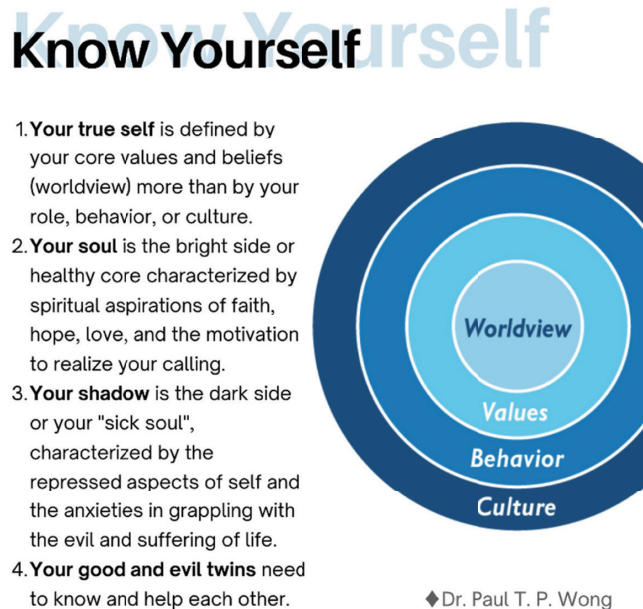 Know Yourself
Know Yourself
1. Your true self is defined by
your core values and beliefs
(worldview) more than by your
role, behavior, or culture.
2. Your soul is the bright side or
healthy core characterized by
spiritual aspirations of faith,
hope, love, and the motivation
to realize your calling.
3. Your shadow is the dark side
or your "sick soul",
characterized by the
repressed aspects of self and
the anxieties in grappling with
the evil and suffering of life.
4. Your good and evil twins need
to know and help each other.
Worldview
Values
Behavior
Culture
♦Dr. Paul T. P. Wong